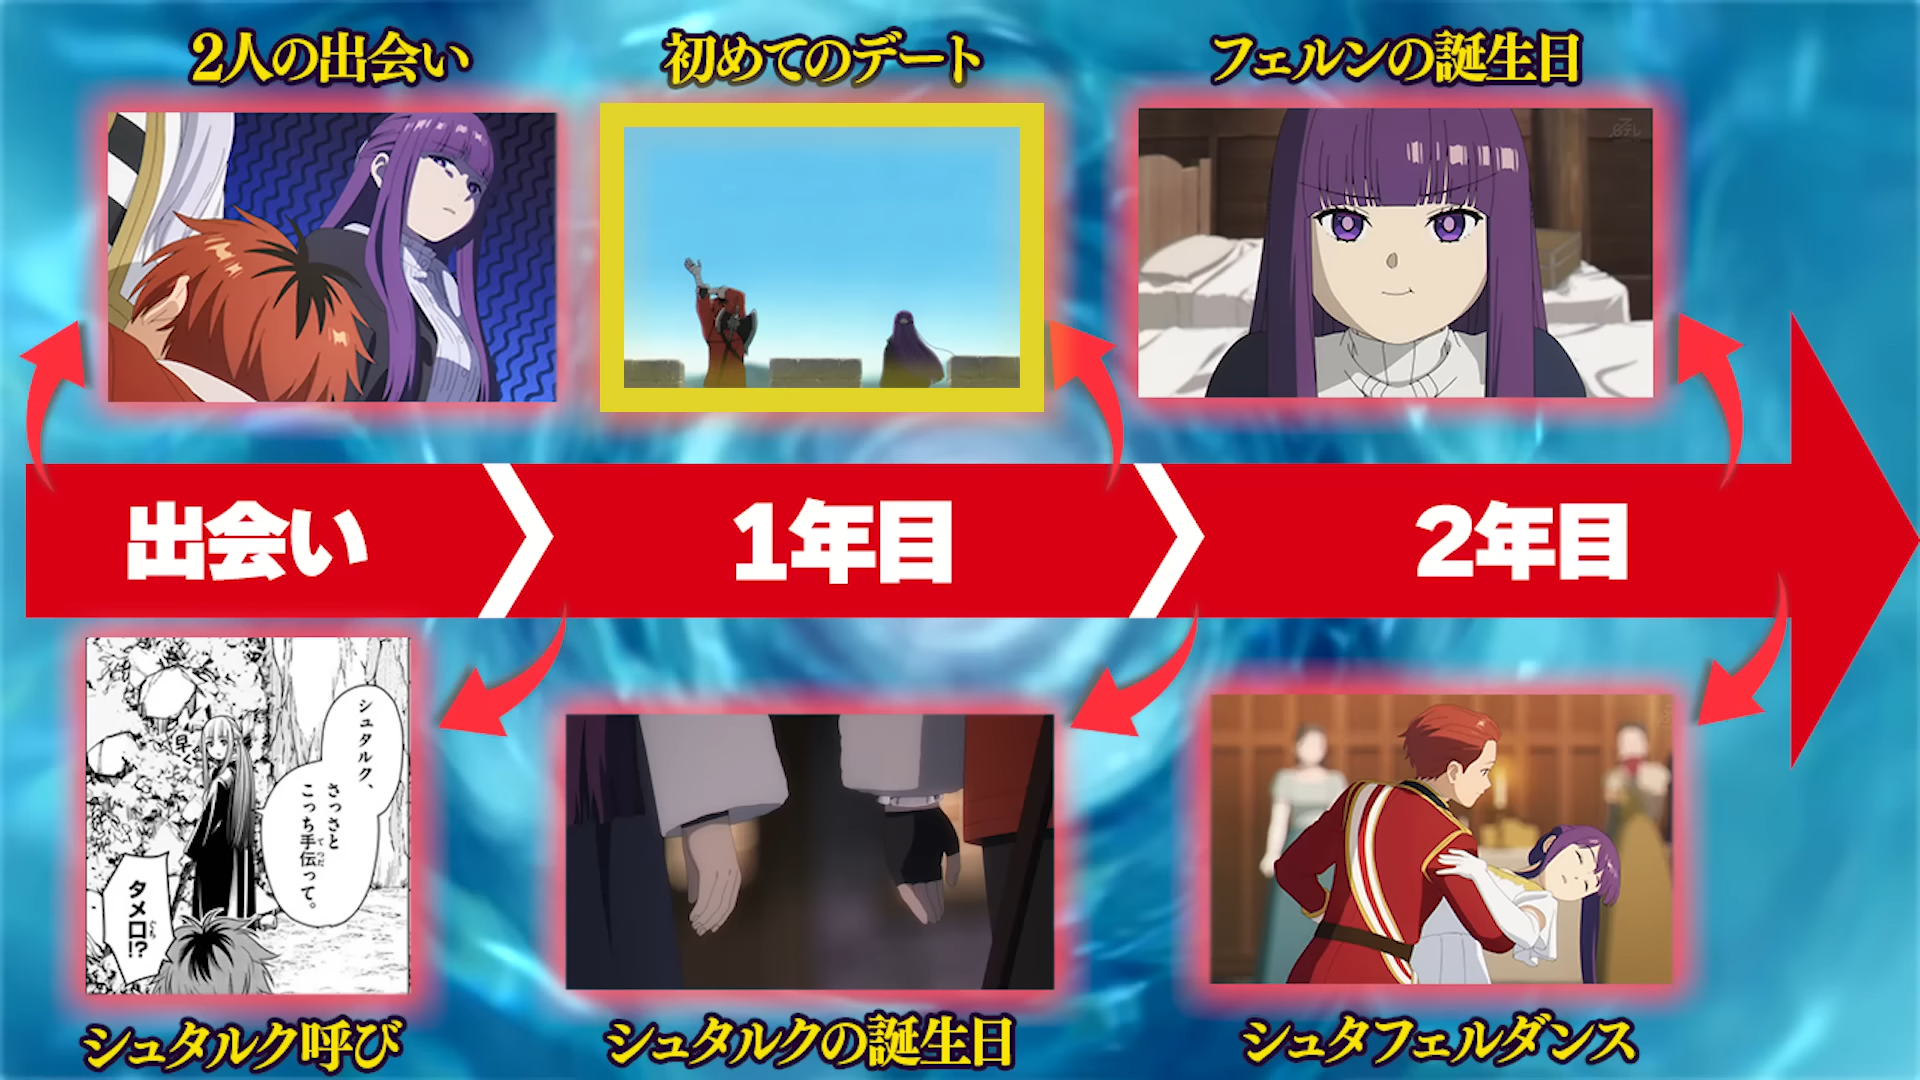 2人の出会い
初めてのデート
フェルンの誕生日
日テレ
出会い
1年目
2年目
早く
シュタルク、
さっさと
こっち手伝って。
タメ口!?
シュタルク呼び
シュタルクの誕生日
シュタフェルダンス